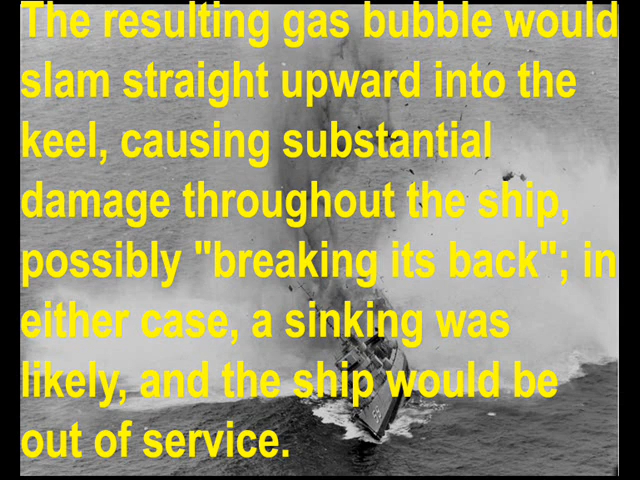 The resulting gas bubble would
slam straight upward into the
keel, causing substantial
damage throughout the ship,
possibly "breaking its back"; in
either case, a sinking was
likely, and the ship would be
out of service.